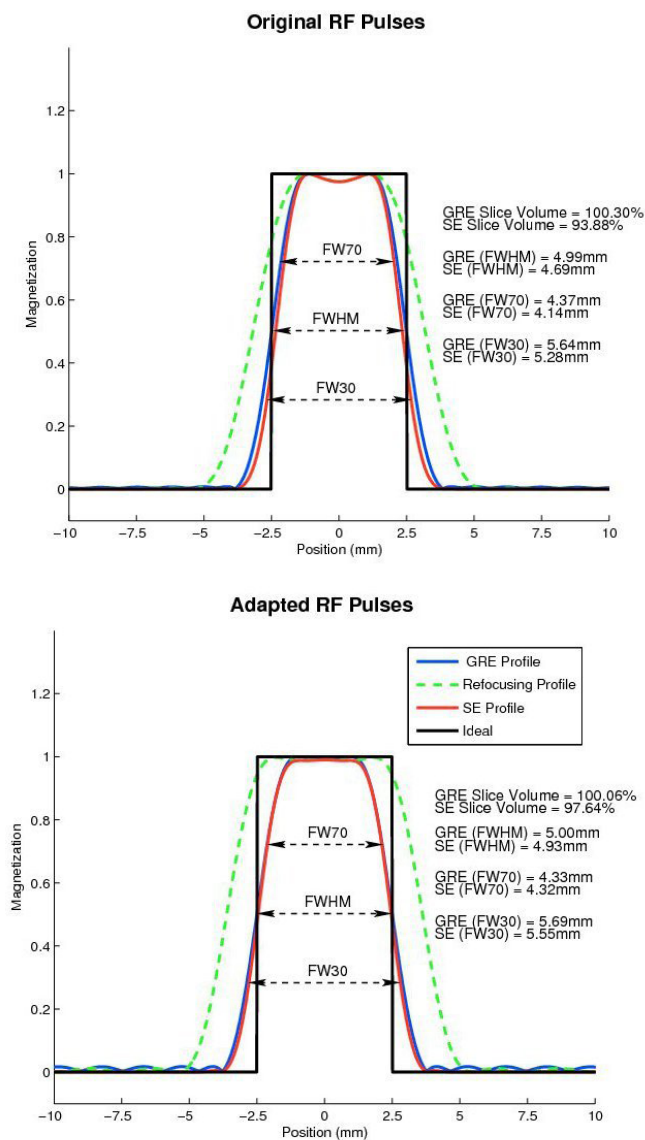 Original RF Pulses
1.2
1
0.8
0.6
0.4
0.2
0
Magnetization
FW70
FWHM
FW30
GRE Slice Volume = 100.30%
SE Slice Volume = 93.88%
GRE (FWHM) = 4.99mm
SE (FWHM) = 4.69mm
GRE (FW70) = 4.37mm
SE (FW70) = 4.14mm
GRE (FW30) = 5.64mm
SE (FW30) = 5.28mm
−10 −7.5 −5 −2.5 0 2.5 5 7.5 10
Position (mm)
Adapted RF Pulses
1.2
1
0.8
0.6
0.4
0.2
0
Magnetization
GRE Profile
Refocusing Profile
SE Profile
Ideal
FW70
FWHM
FW30
GRE Slice Volume = 100.06%
SE Slice Volume = 97.64%
GRE (FWHM) = 5.00mm
SE (FWHM) = 4.93mm
GRE (FW70) = 4.33mm
SE (FW70) = 4.32mm
GRE (FW30) = 5.69mm
SE (FW30) = 5.55mm
−10 −7.5 −5 −2.5 0 2.5 5 7.5 10
Position (mm)